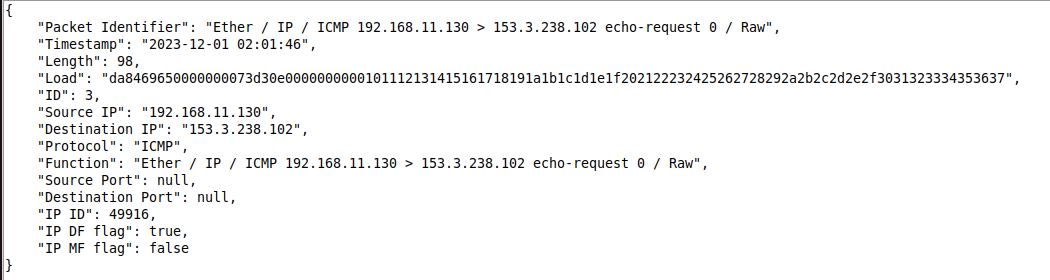 {
    "Packet Identifier": "Ether / IP / ICMP 192.168.11.130 > 153.3.238.102 echo-request 0 / Raw",
    "Timestamp": "2023-12-01 02:01:46",
    "Length": 98,
    "Load": "da8469650000000073d30e0000000000101112131415161718191a1b1c1d1e1f202122232425262728292a2b2c2d2e2f3031323334353637",
    "ID": 3,
    "Source IP": "192.168.11.130",
    "Destination IP": "153.3.238.102",
    "Protocol": "ICMP",
    "Function": "Ether / IP / ICMP 192.168.11.130 > 153.3.238.102 echo-request 0 / Raw",
    "Source Port": null,
    "Destination Port": null,
    "IP ID": 49916,
    "IP DF flag": true,
    "IP MF flag": false
}